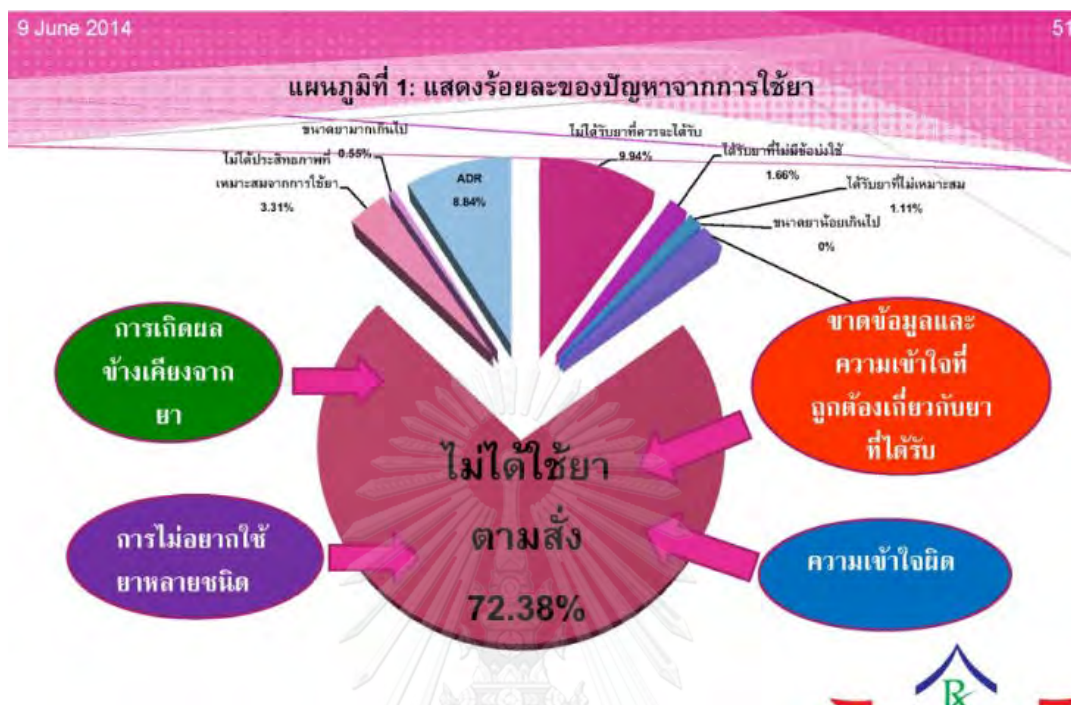 9 June 2014
51
แผนภูมิที่ 1: แสดงร้อยละของปัญหาจากการใช้ยา
ขนาดยามากเกินไป
0.55%
ไม่ได้ประสิทธภาพที่
เหมาะสมจากการใช้ยา
3.31%
ADR
8.84%
ไม่ได้รับยาที่ควรจะได้รับ
9.94%
ได้รับยาที่ไม่มีข้อบ่งใช้
1.66%
ได้รับยาที่ไม่เหมาะสม
1.11%
ขนาดยาน้อยเกินไป
0%
การเกิดผล
ข้างเคียงจาก
ยา
ขาดข้อมูลและ
ความเข้าใจที่
ถูกต้องเกี่ยวกับยา
ที่ได้รับ
ไม่ได้ใช้ยา
ตามสั่ง
72.38%
การไม่อยากใช้
ยาหลายชนิด
ความเข้าใจผิด
Rx